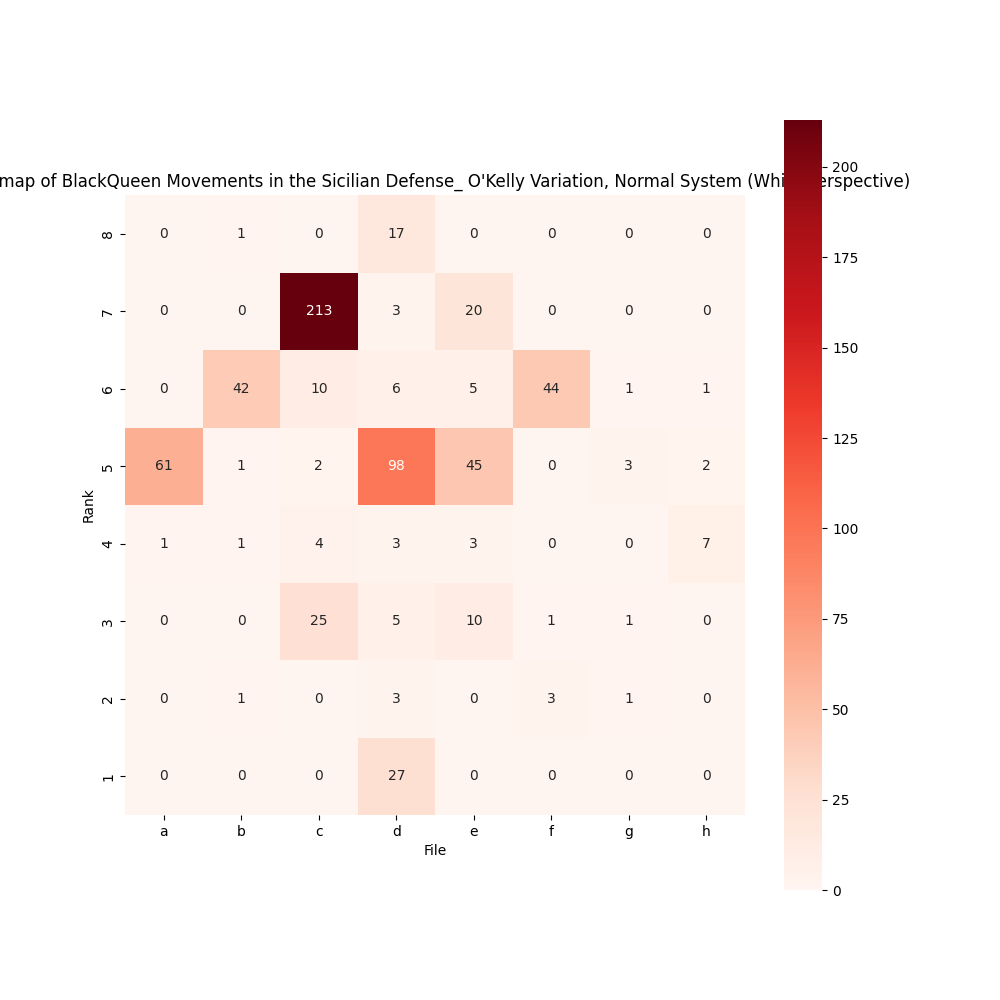 map of BlackQueen Movements in the Sicilian Defense_ O'Kelly Variation, Normal System (Whi erspective)
8 0 1 0 17 0 0 0 0
7 0 0 213 3 20 0 0 0
6 0 42 10 6 5 44 1 1
5 61 1 2 98 45 0 3 2
4 1 1 4 3 3 0 0 7
3 0 0 25 5 10 1 1 0
2 0 1 0 3 0 3 1 0
1 0 0 0 27 0 0 0 0
Rank
a b c d e f g h
File
200
175
150
125
100
75
50
25
0